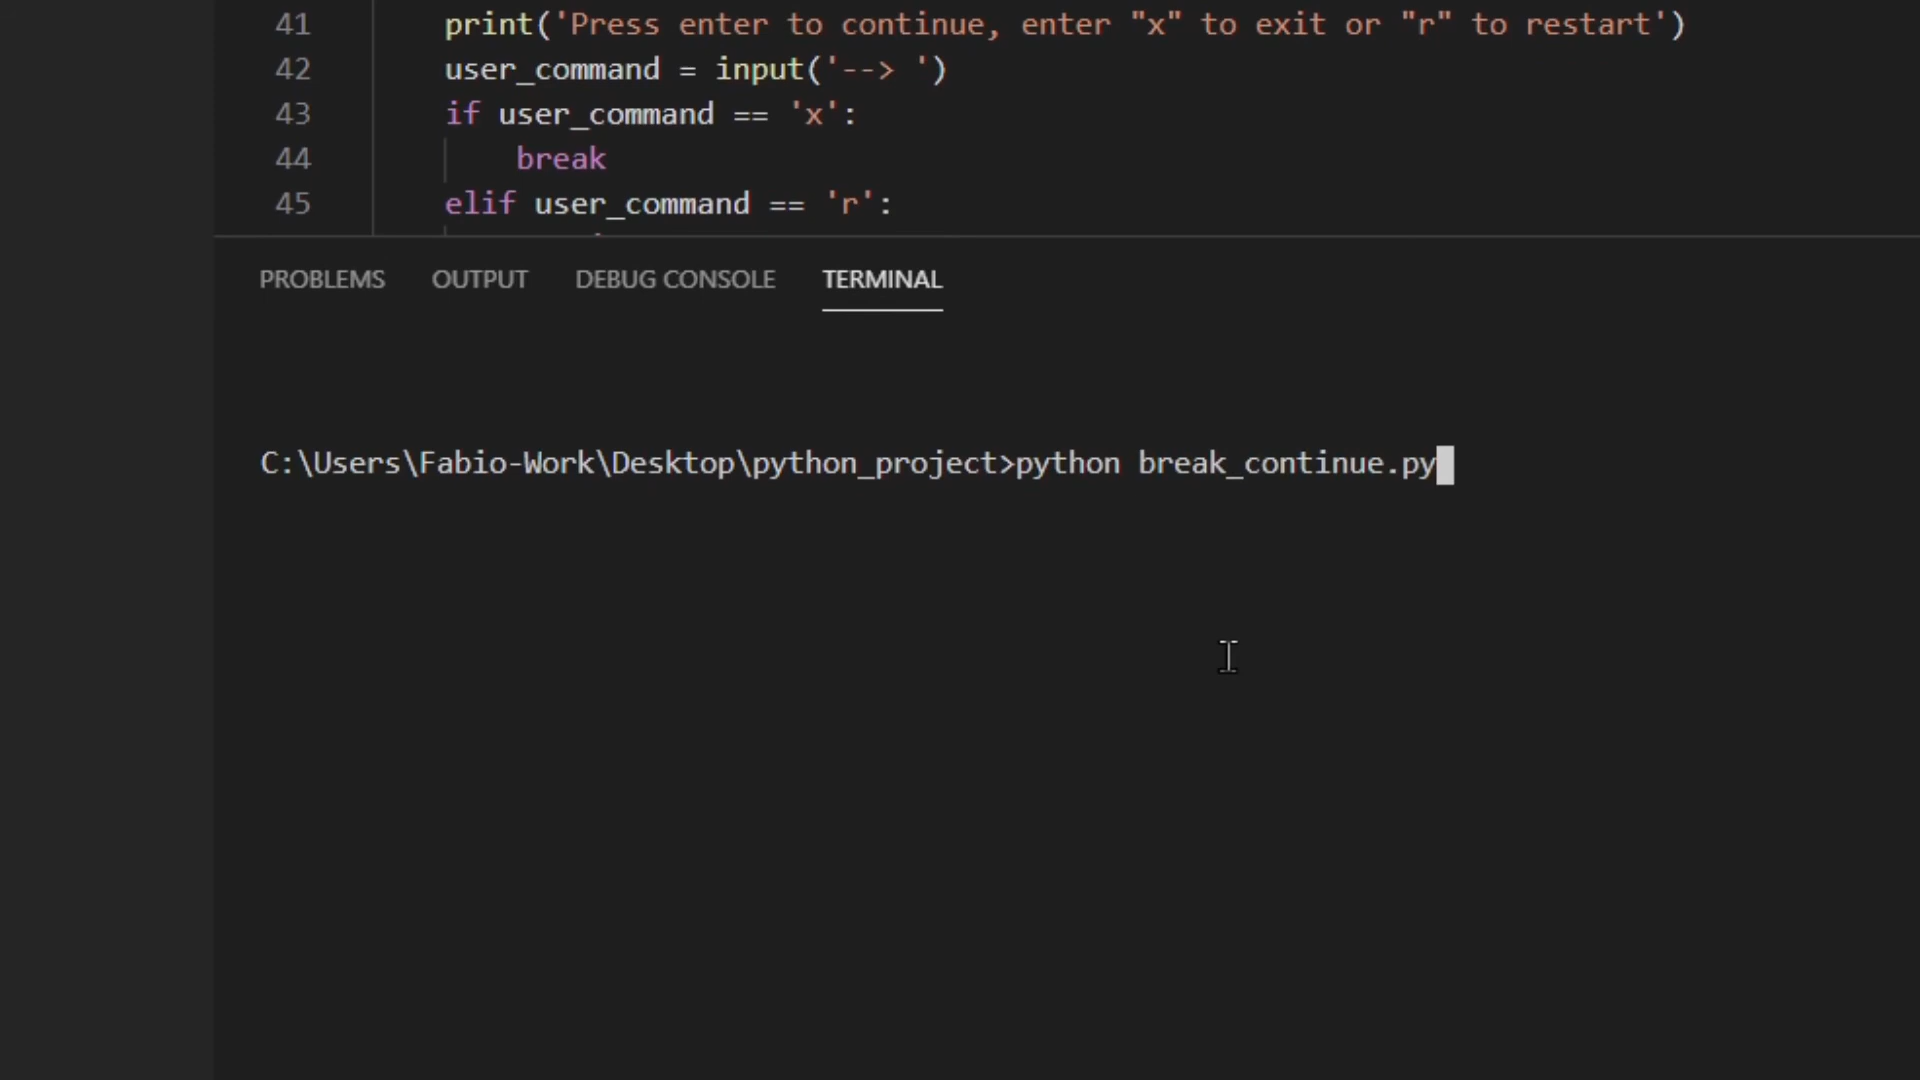 41 print('Press enter to continue, enter "x" to exit or "r" to restart')
42 user_command = input('--> ')
43 if user_command == 'x':
44 break
45 elif user_command == 'r':
PROBLEMS OUTPUT DEBUG CONSOLE TERMINAL
C:\Users\Fabio-Work\Desktop\python_project>python break_continue.py